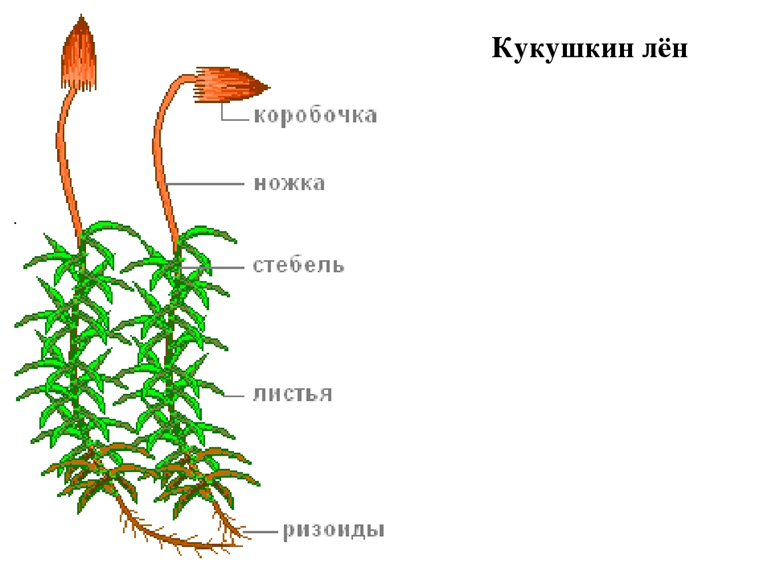 Кукушкин лён
коробочка
ножка
стебель
листья
ризоиды